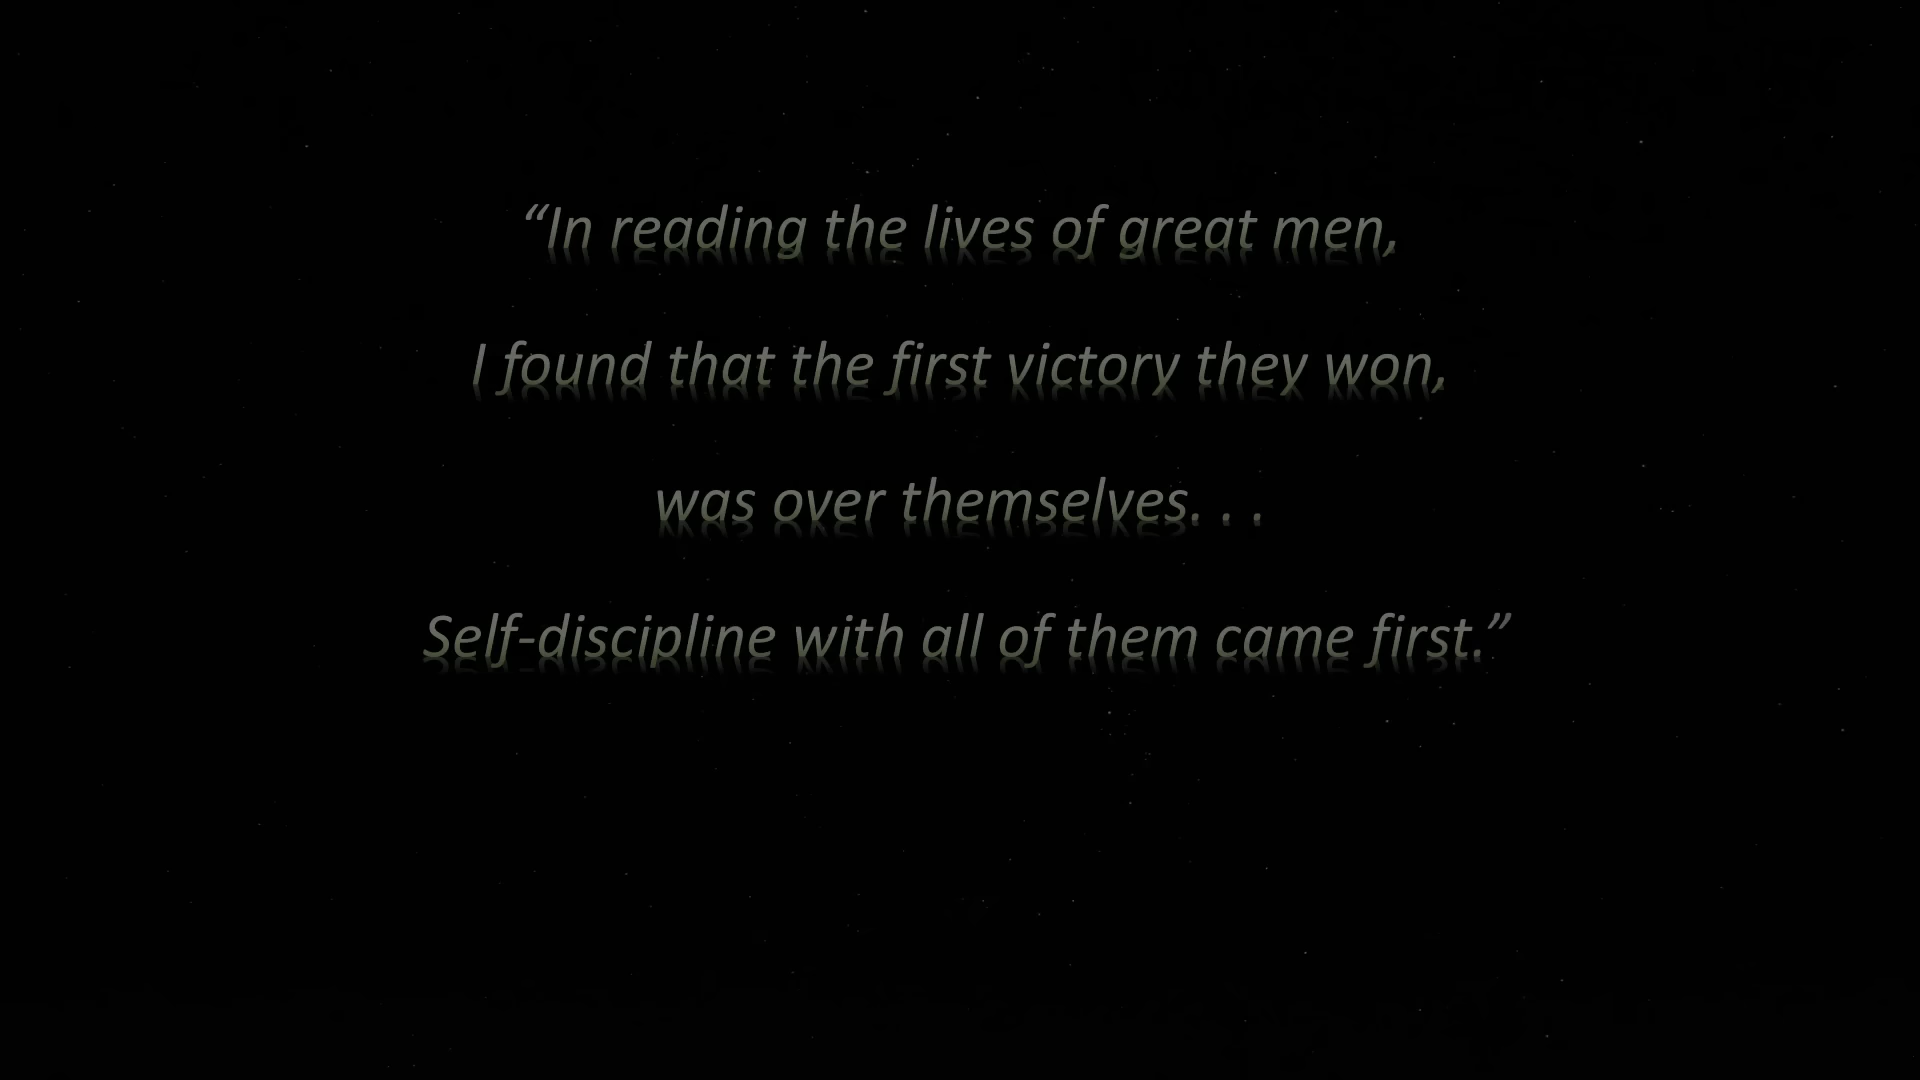 “In reading the lives of great men,
I found that the first victory they won,
was over themselves. . .
Self-discipline with all of them came first.”